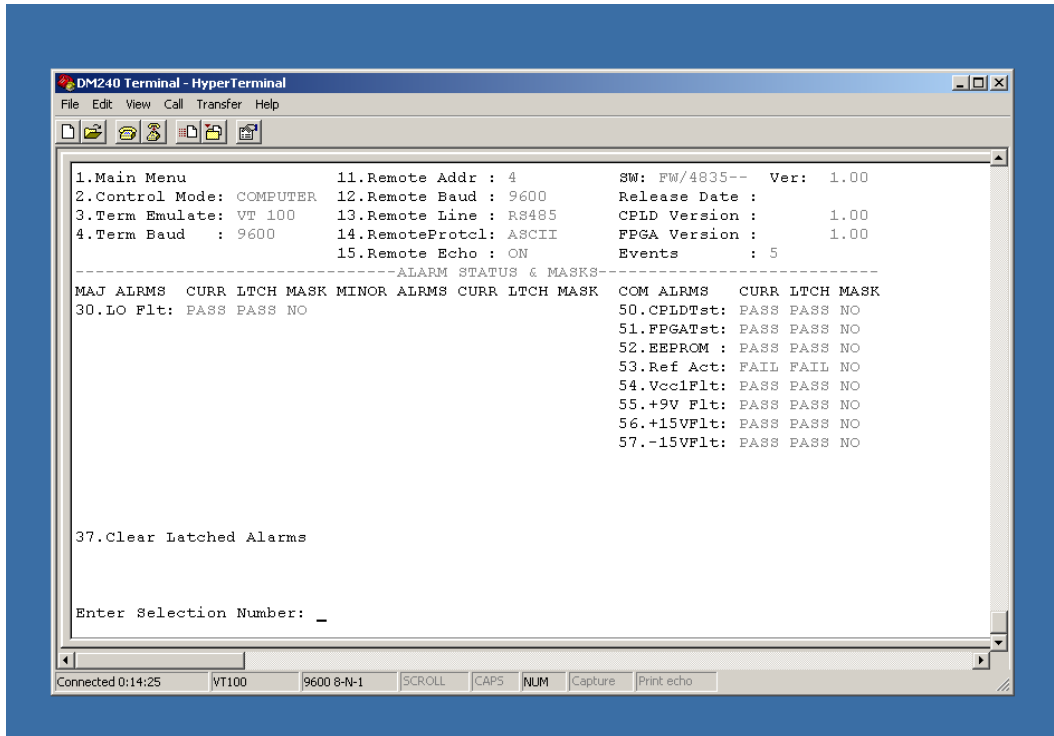 DM240 Terminal - HyperTerminal
File Edit View Call Transfer Help
1.Main Menu 11.Remote Addr : 4 SW: FW/4835-- Ver: 1.00
2.Control Mode: COMPUTER 12.Remote Baud : 9600 Release Date :
3.Term Emulate: VT 100 13.Remote Line : RS485 CPLD Version : 1.00
4.Term Baud : 9600 14.RemoteProtcl: ASCII FPGA Version : 1.00
15.Remote Echo : ON Events : 5
----------------------------------ALARM STATUS & MASKS-----------------------------
MAJ ALRMS CURR LTCH MASK MINOR ALRMS CURR LTCH MASK COM ALRMS CURR LTCH MASK
30.LO Flt: PASS PASS NO 50.CPLDTst: PASS PASS NO
51.FPGATst: PASS PASS NO
52.EEPROM : PASS PASS NO
53.Ref Act: FAIL FAIL NO
54.Vcc1Flt: PASS PASS NO
55.+9V Flt: PASS PASS NO
56.+15VFlt: PASS PASS NO
57.-15VFlt: PASS PASS NO
37.Clear Latched Alarms
Enter Selection Number: _
Connected 0:14:25 VT100 9600 8-N-1 SCROLL CAPS NUM Capture Print echo